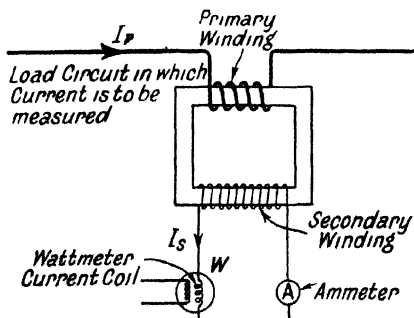 Primary
Winding
Ip
Load Circuit in which
Current is to be
measured
Secondary
Winding
Is
Wattmeter
Current Coil
W
A
Ammeter